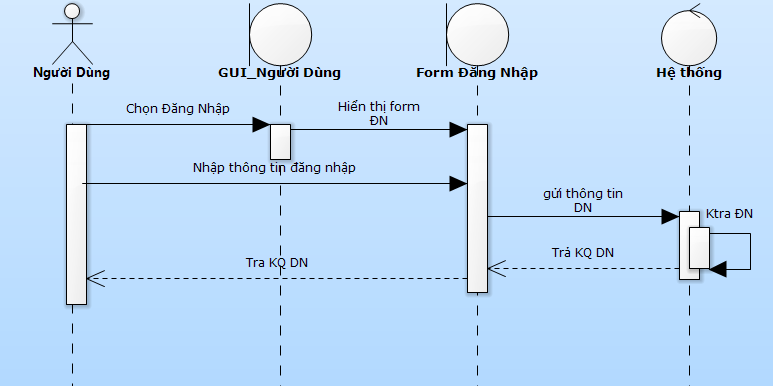 Người Dùng
GUI_Người Dùng
Form Đăng Nhập
Hệ thống
Chọn Đăng Nhập
Hiển thị form
ĐN
Nhập thông tin đăng nhập
gửi thông tin
DN
Ktra ĐN
Trả KQ DN
Tra KQ DN